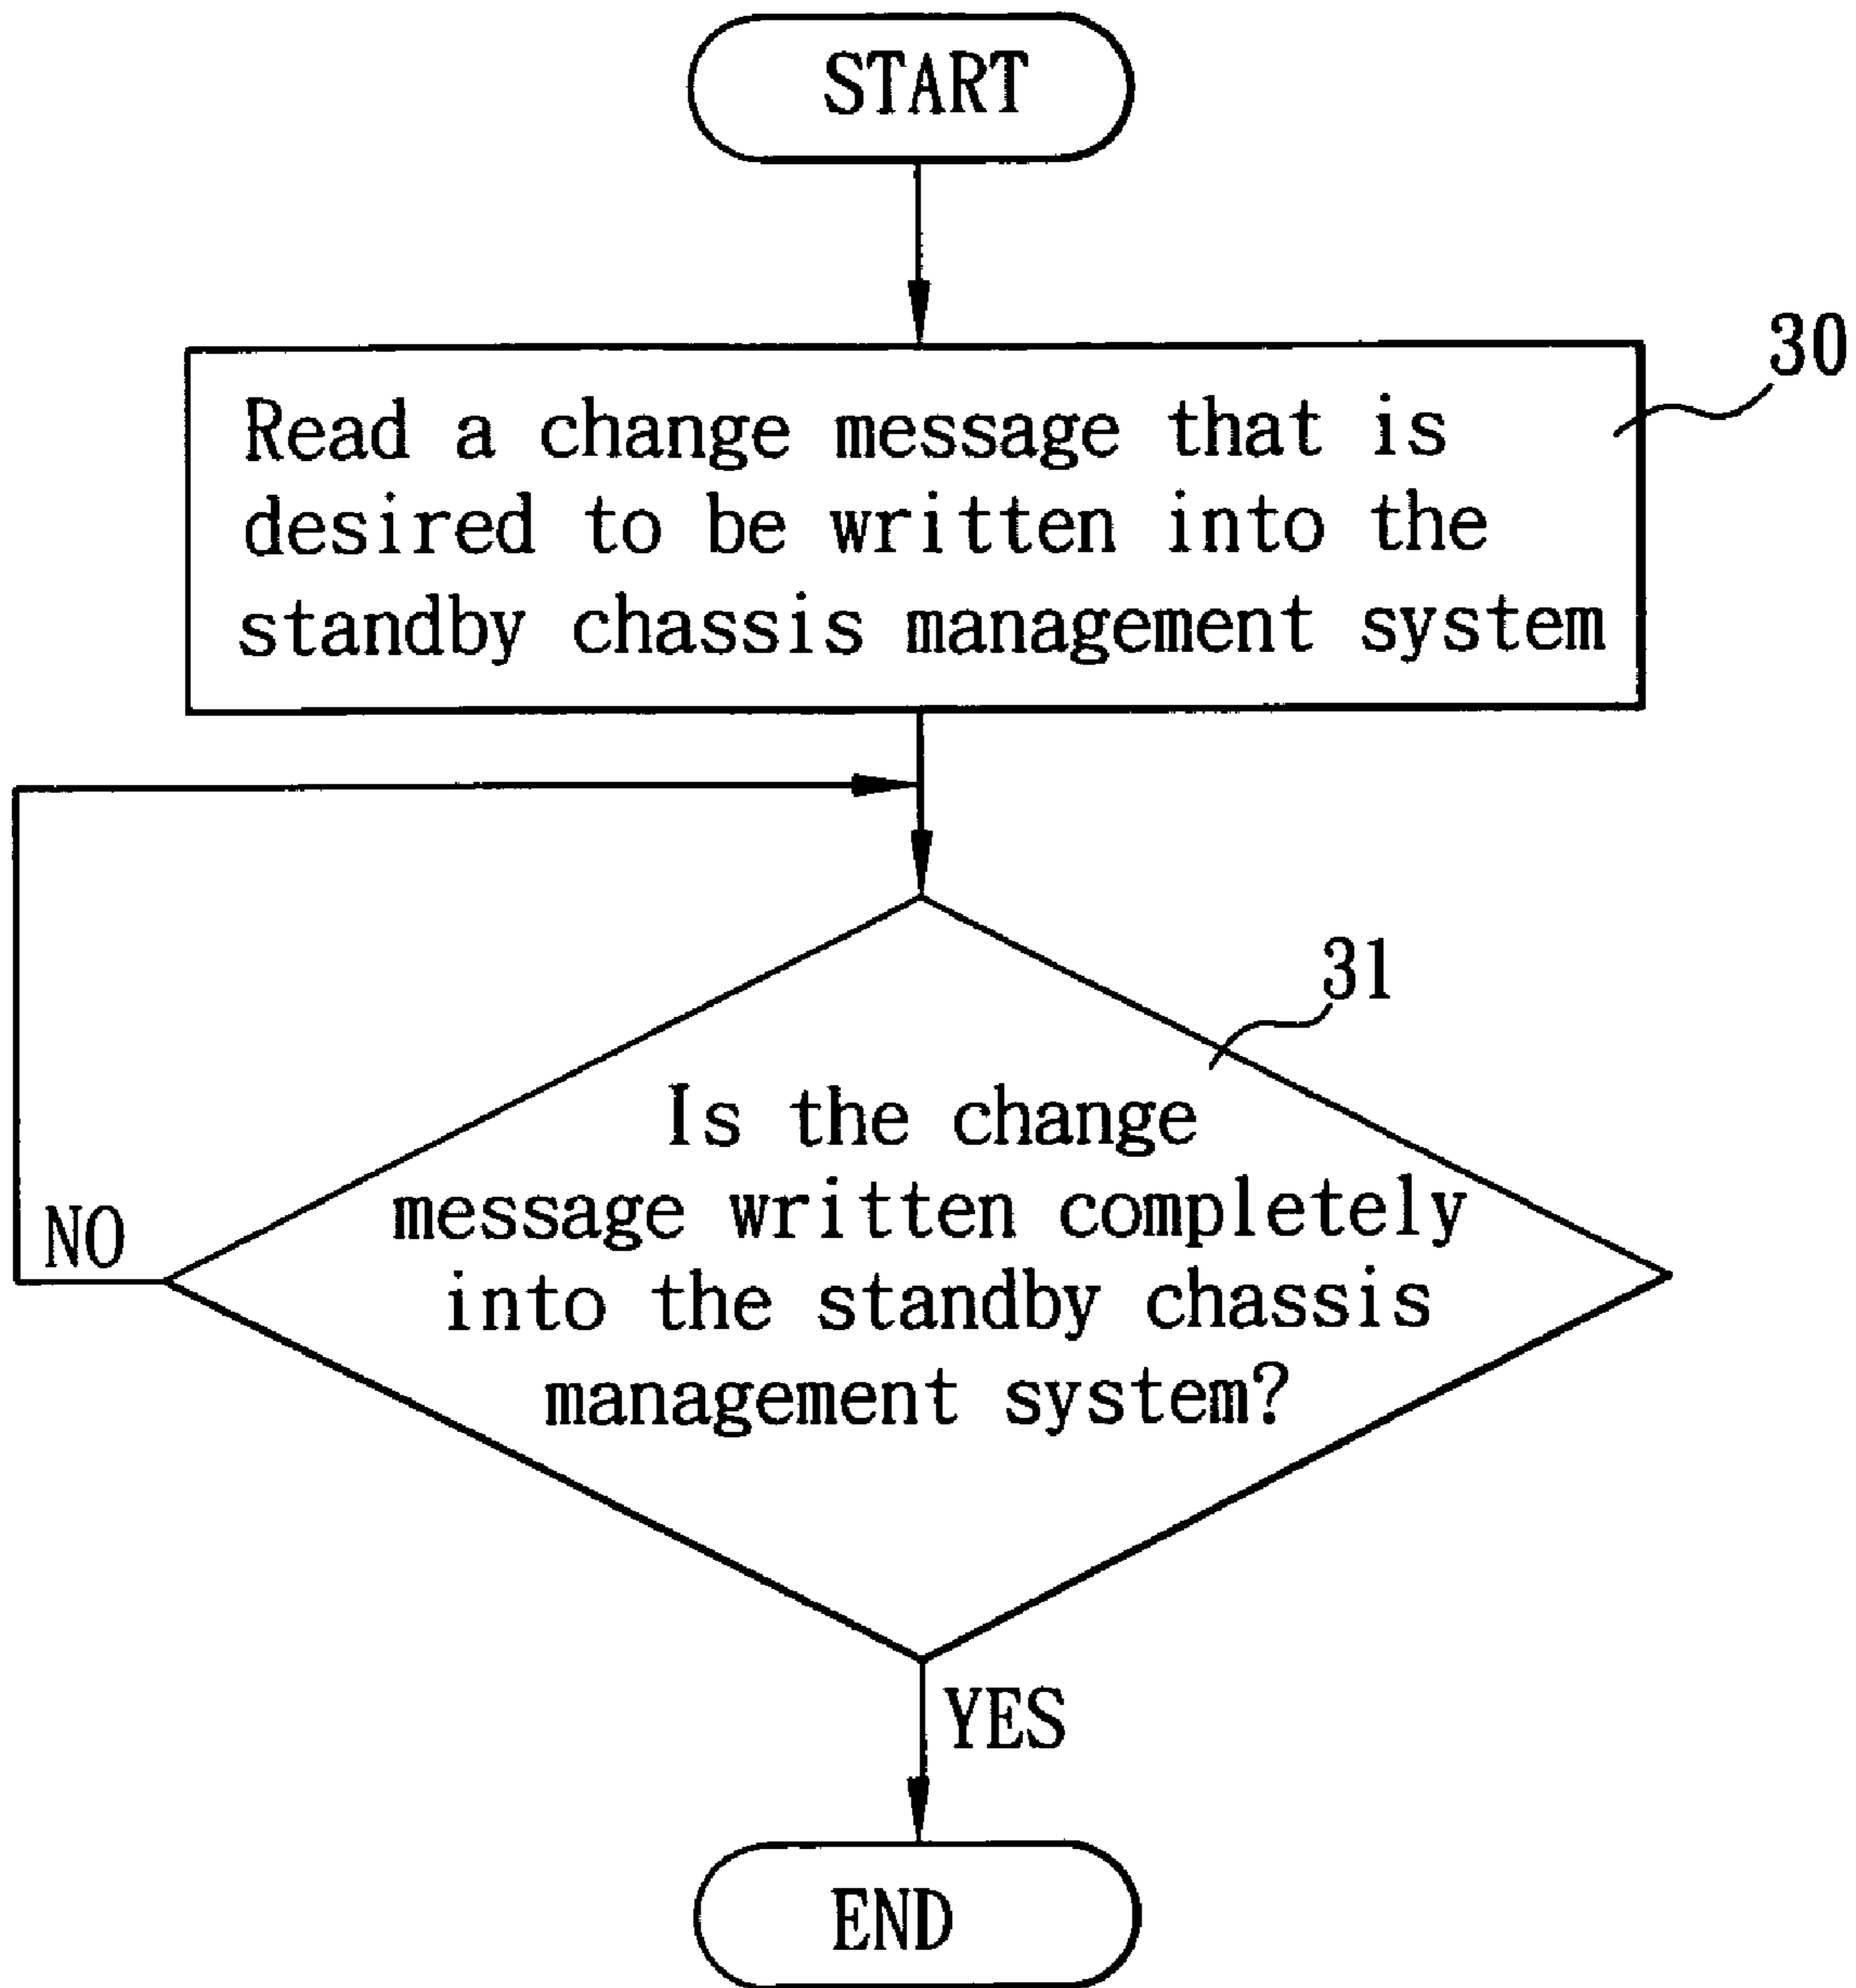 START
30
Read a change message that is
desired to be written into the
standby chassis management system
31
Is the change
message written completely
into the standby chassis
management system?
NO
YES
END